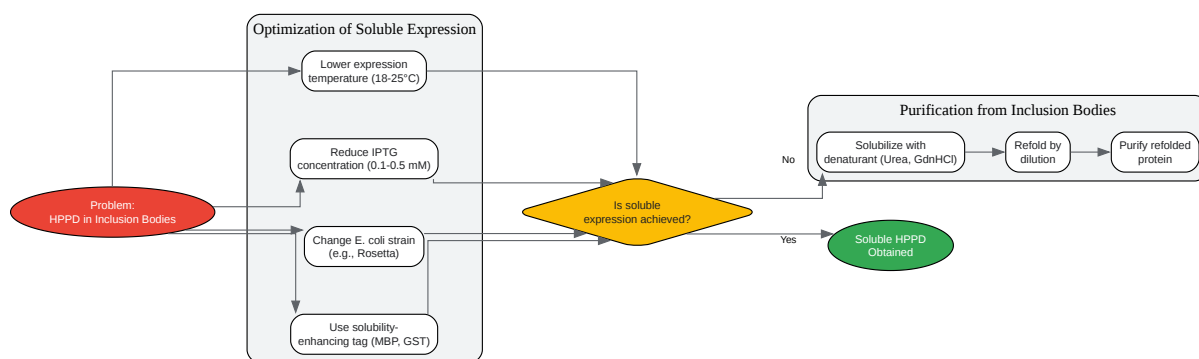 Optimization of Soluble Expression
Lower expression
temperature (18-25°C)
Reduce IPTG
concentration (0.1-0.5 mM)
Problem:
HPPD in Inclusion Bodies
Change E. coli strain
(e.g., Rosetta)
Use solubility-
enhancing tag (MBP, GST)
Is soluble
expression achieved?
No
Yes
Purification from Inclusion Bodies
Solubilize with
denaturant (Urea, GdnHCl)
Refold by
dilution
Purify refolded
protein
Soluble HPPD
Obtained